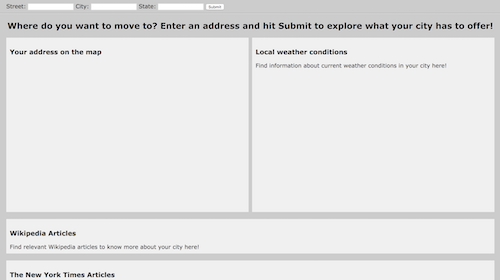 Street: City: State: Submit
Where do you want to move to? Enter an address and hit Submit to explore what your city has to offer!
Your address on the map
Local weather conditions
Find information about current weather conditions in your city here!
Wikipedia Articles
Find relevant Wikipedia articles to know more about your city here!
The New York Times Articles